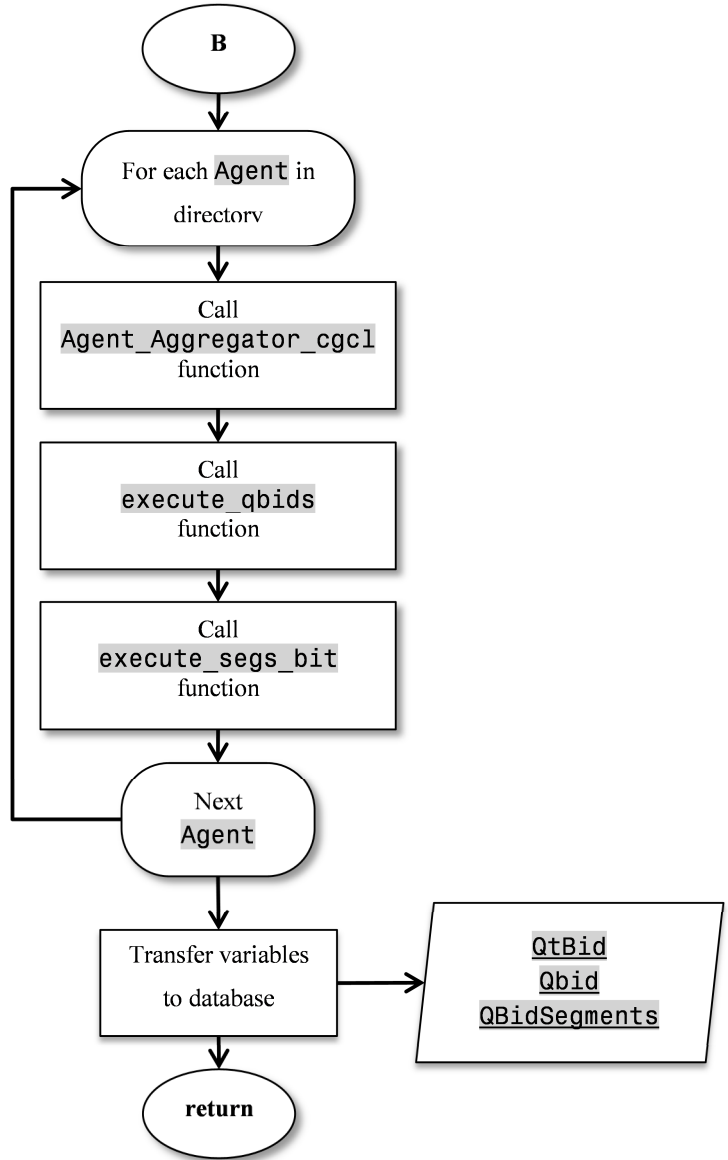 B
For each Agent in
directory
Call
Agent_Aggregator_cgcl
function
Call
execute_qbids
function
Call
execute_segs_bit
function
Next
Agent
Transfer variables
to database
QtBid
Qbid
QBidSegments
return